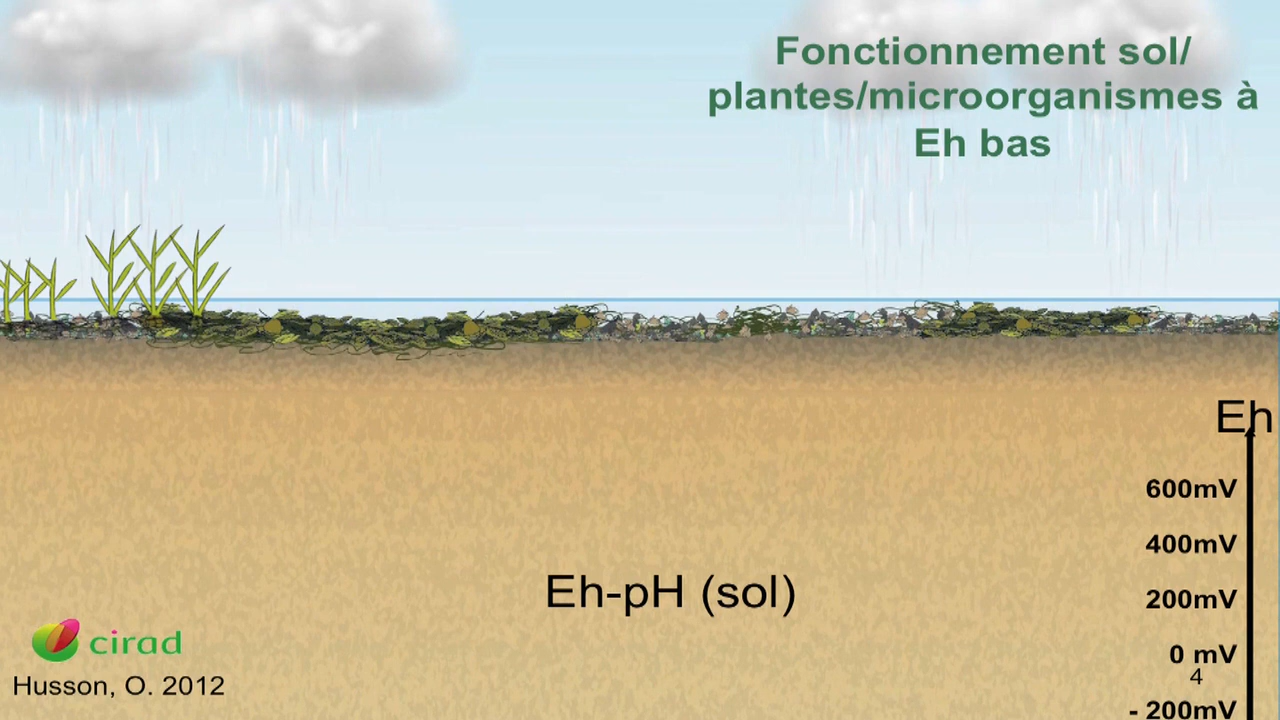 Fonctionnement sol/
plantes/microorganismes à
Eh bas
Eh
600mV
400mV
200mV
0 mV
4
- 200mV
Eh-pH (sol)
cirad
Husson, O. 2012